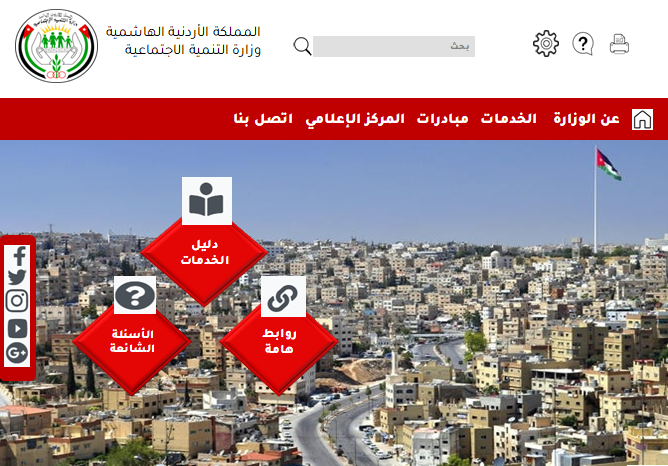 المملكة الأردنية الهاشمية
وزارة التنمية الاجتماعية
بحث
عن الوزارة
الخدمات
مبادرات
المركز الإعلامي
اتصل بنا
دليل
الخدمات
روابط
هامة
الأسئلة
الشائعة